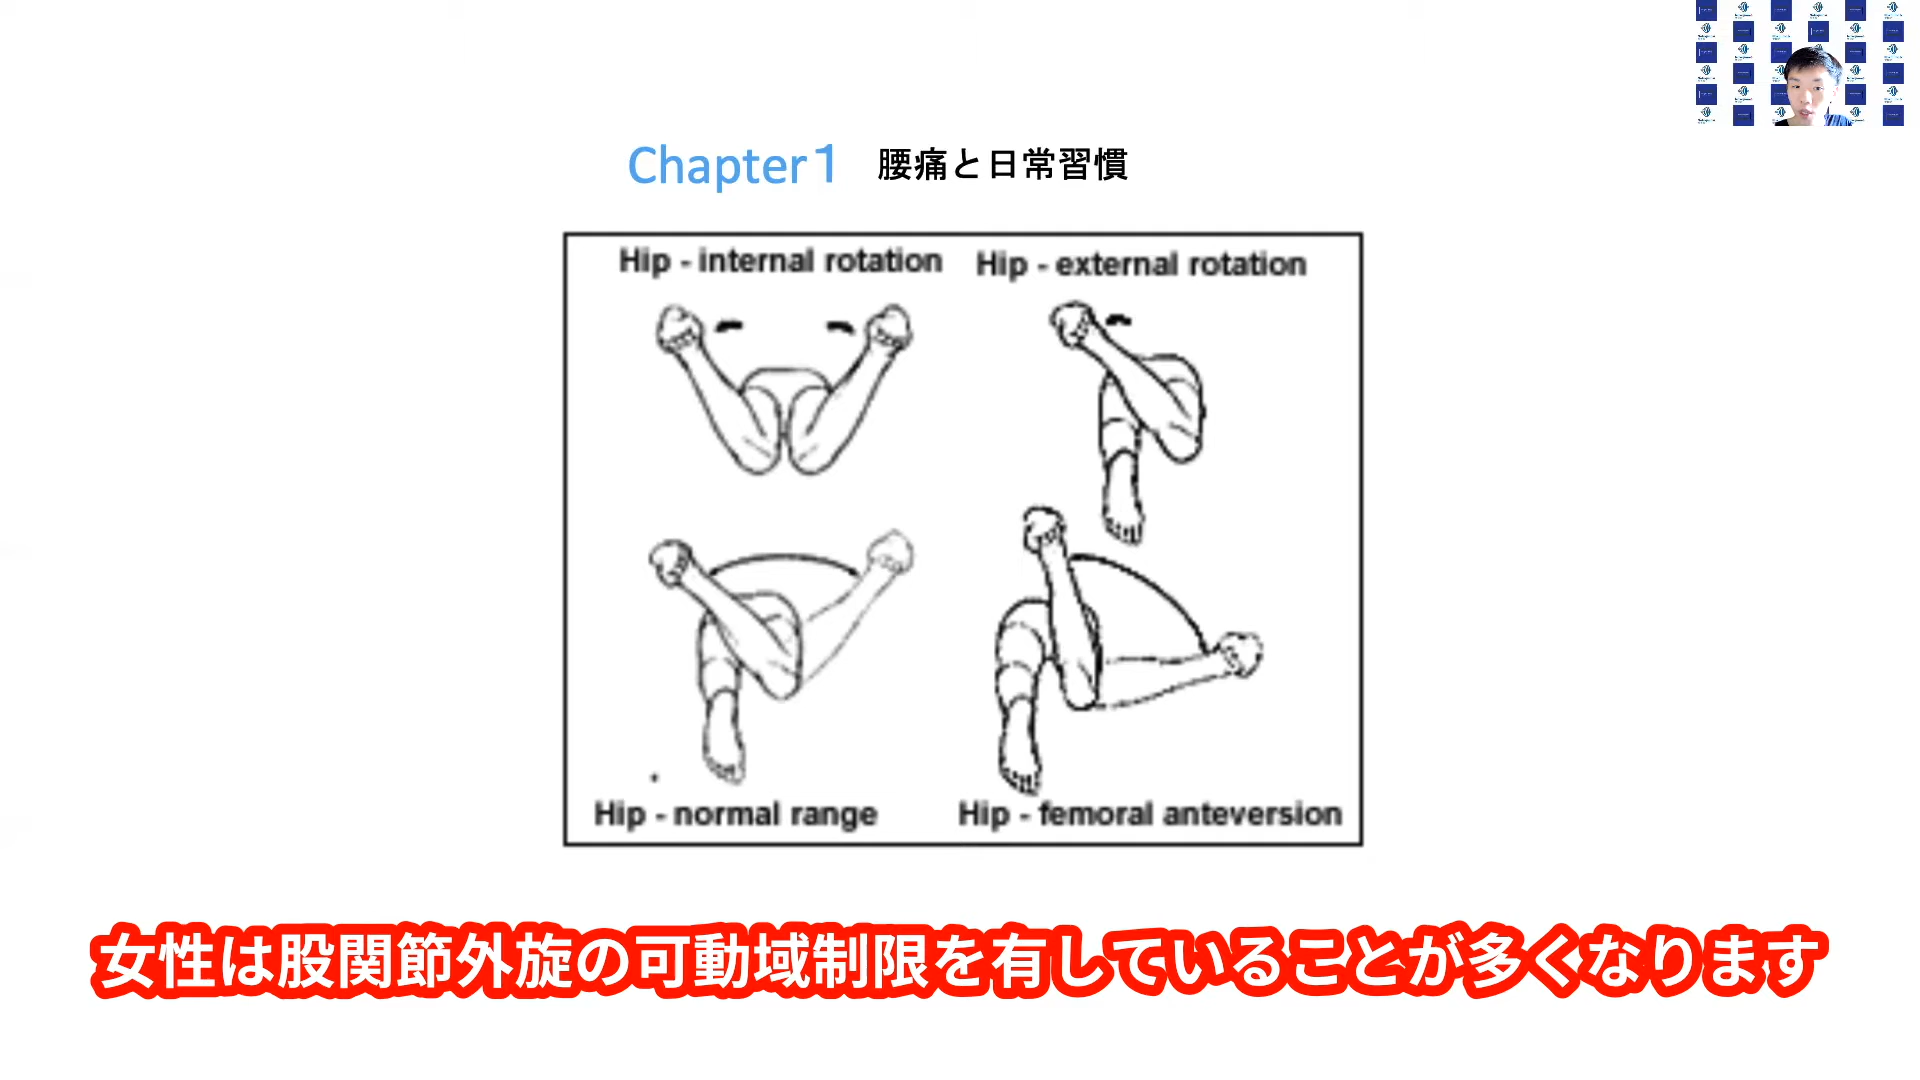 Chapter1 腰痛と日常習慣
Hip - internal rotation
Hip - external rotation
Hip - normal range
Hip - femoral anteversion
女性は股関節外旋の可動域制限を有していることが多くなります